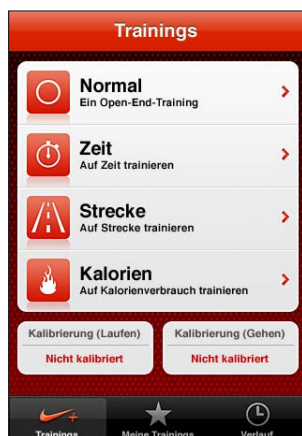 Trainings
Normal
Ein Open-End-Training
Zeit
Auf Zeit trainieren
Strecke
Auf Strecke trainieren
Kalorien
Auf Kalorienverbrauch trainieren
Kalibrierung (Laufen)
Nicht kalibriert
Kalibrierung (Gehen)
Nicht kalibriert
Trainings
Meine Trainings
Verlauf